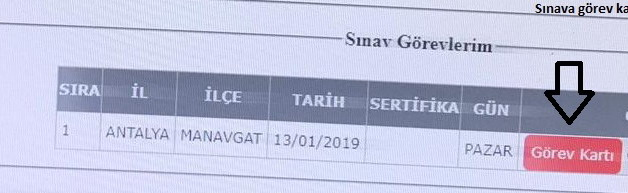 Sınava görev
Sınav Görevlerim
SIRA İL İLÇE TARİH SERTİFİKA GÜN
1 ANTALYA MANAVGAT 13/01/2019 PAZAR Görev Kartı